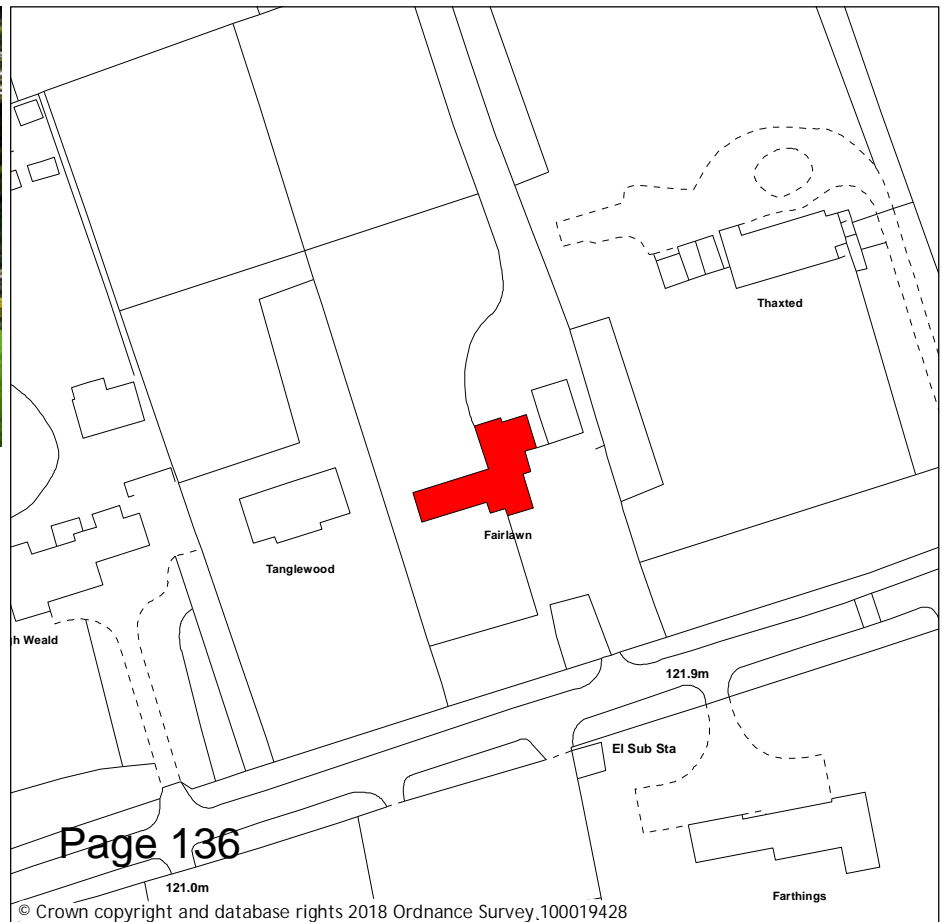 Thaxted
Fairlawn
Tanglewood
gh Weald
121.9m
El Sub Sta
Page 136
121.0m
Farthings
© Crown copyright and database rights 2018 Ordnance Survey 100019428